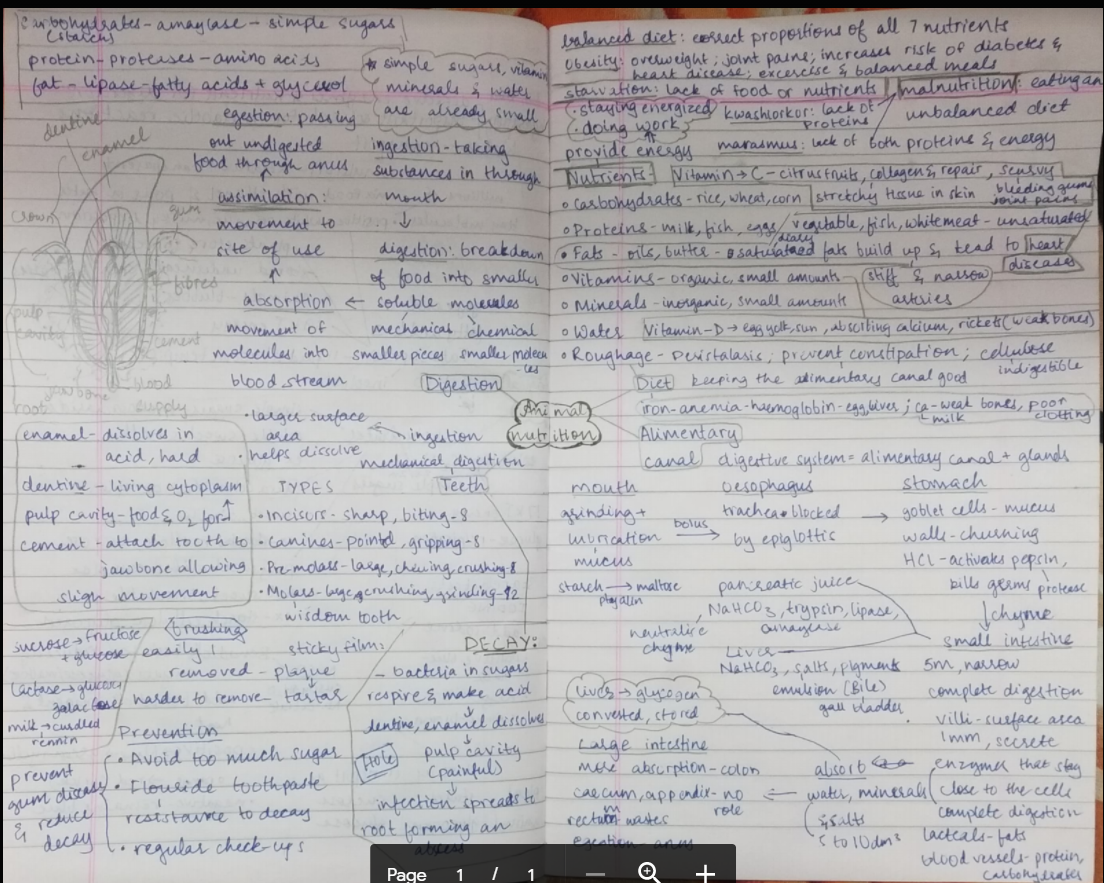 carbohydrates - amaylase - simple sugars
(starch)
protein - proteases - amino acids
fat - lipase - fatty acids + glycerol
* simple sugars, vitamin
minerals & water
are already small
dentine
enamel
crown
gum
fibres
pulp
cavity
cement
jawbone
blood
supply
root
egestion: passing
out undigested
food through anus
↑
assimilation:
movement to
site of use
↑
absorption ←
movement of
molecules into
blood stream
ingestion - taking
substances in through
mouth
↓
digestion: breakdown
of food into smaller
soluble molecules
mechanical chemical
smaller pieces smaller molecu
les
Digestion
Animal
nutrition
• larger surface
area
• helps dissolve
ingestion
mechanical digestion
Teeth
enamel - dissolves in
acid, hard
dentine - living cytoplasm
pulp cavity - food & O2 for
cement - attach tooth to
jawbone allowing
sligh movement
TYPES
• Incisors - sharp, biting - 8
• canines - pointd, gripping - 8
• Pre-molars - large, chewing, crushing - 8
• Molars - large, crushing, grinding - 12
wisdom tooth
sucrose → fructose
+ glucose
lactase → glucose
galactose
milk → curdled
rennin
brushing
easily !
removed - plaque
sticky film:
harder to remove - tartar
Prevention
• Avoid too much sugar
• Flouride toothpaste
resistance to decay
• regular check-ups
prevent
gum disease
& reduce
decay
DECAY:
- bacteria in sugars
respire & make acid
↓
dentine, enamel dissolves
↓
Hole
pulp cavity
(painful)
↓
infection spreads to
root forming an
abcess
balanced diet: correct proportions of all 7 nutrients
Obesity: overweight; joint pains; increases risk of diabetes &
heart disease; excercise & balanced meals
starvation: lack of food or nutrients
malnutrition: eating an
unbalanced diet
• staying energized
• doing work
provide energy
kwashiorkor: lack of
proteins
marasmus: lack of both proteins & energy
Nutrients:
Vitamin → C - citrus fruits, collagen & repair, scurvy
stretchy tissue in skin
bleeding gums
joint pains
• Carbohydrates - rice, wheat, corn
• Proteins - milk, fish, eggs
vegetable, fish, white meat - unsaturated
• Fats - oils, butter - saturated fats build up & lead to heart
diseases
stiff & narrow
arteries
• Vitamins - organic, small amounts
• Minerals - inorganic, small amounts
• Water
Vitamin-D → egg yolk, sun, absorbing calcium, rickets (weak bones)
• Roughage - Peristalasis; prevent constipation; cellulose
indigestible
Diet keeping the alimentary canal good
iron-anemia-haemoglobin-egg, liver; ca-weak bones, poor
milk
clotting
Alimentary
canal
digestive system = alimentary canal + glands
mouth
grinding +
lubrication
mucus
bolus
starch → maltose
ptyalin
oesophagus
trachea blocked
by epiglottis
stomach
→ goblet cells - mucus
walls - churning
HCl - activates pepsin,
kills germs protease
↓ chyme
pancreatic juice
NaHCO3, trypsin, lipase,
amaylase
neutralise
chyme
Liver
NaHCO3, salts, pigments
emulsion (Bile)
gall bladder
small intestine
5m, narrow
complete digestion
villi - surface area
1mm, secrete
enzymes that stay
close to the cells
complete digestion
lacteals - fats
blood vessels - protein,
carbohydrates
liver → glycogen
converted, stored
Large intestine
more absorption - colon
caecum, appendix - no
role
rectum wastes
egestion - anus
absorb
water, minerals
& salts
5 to 10 dm3
Page 1 / 1